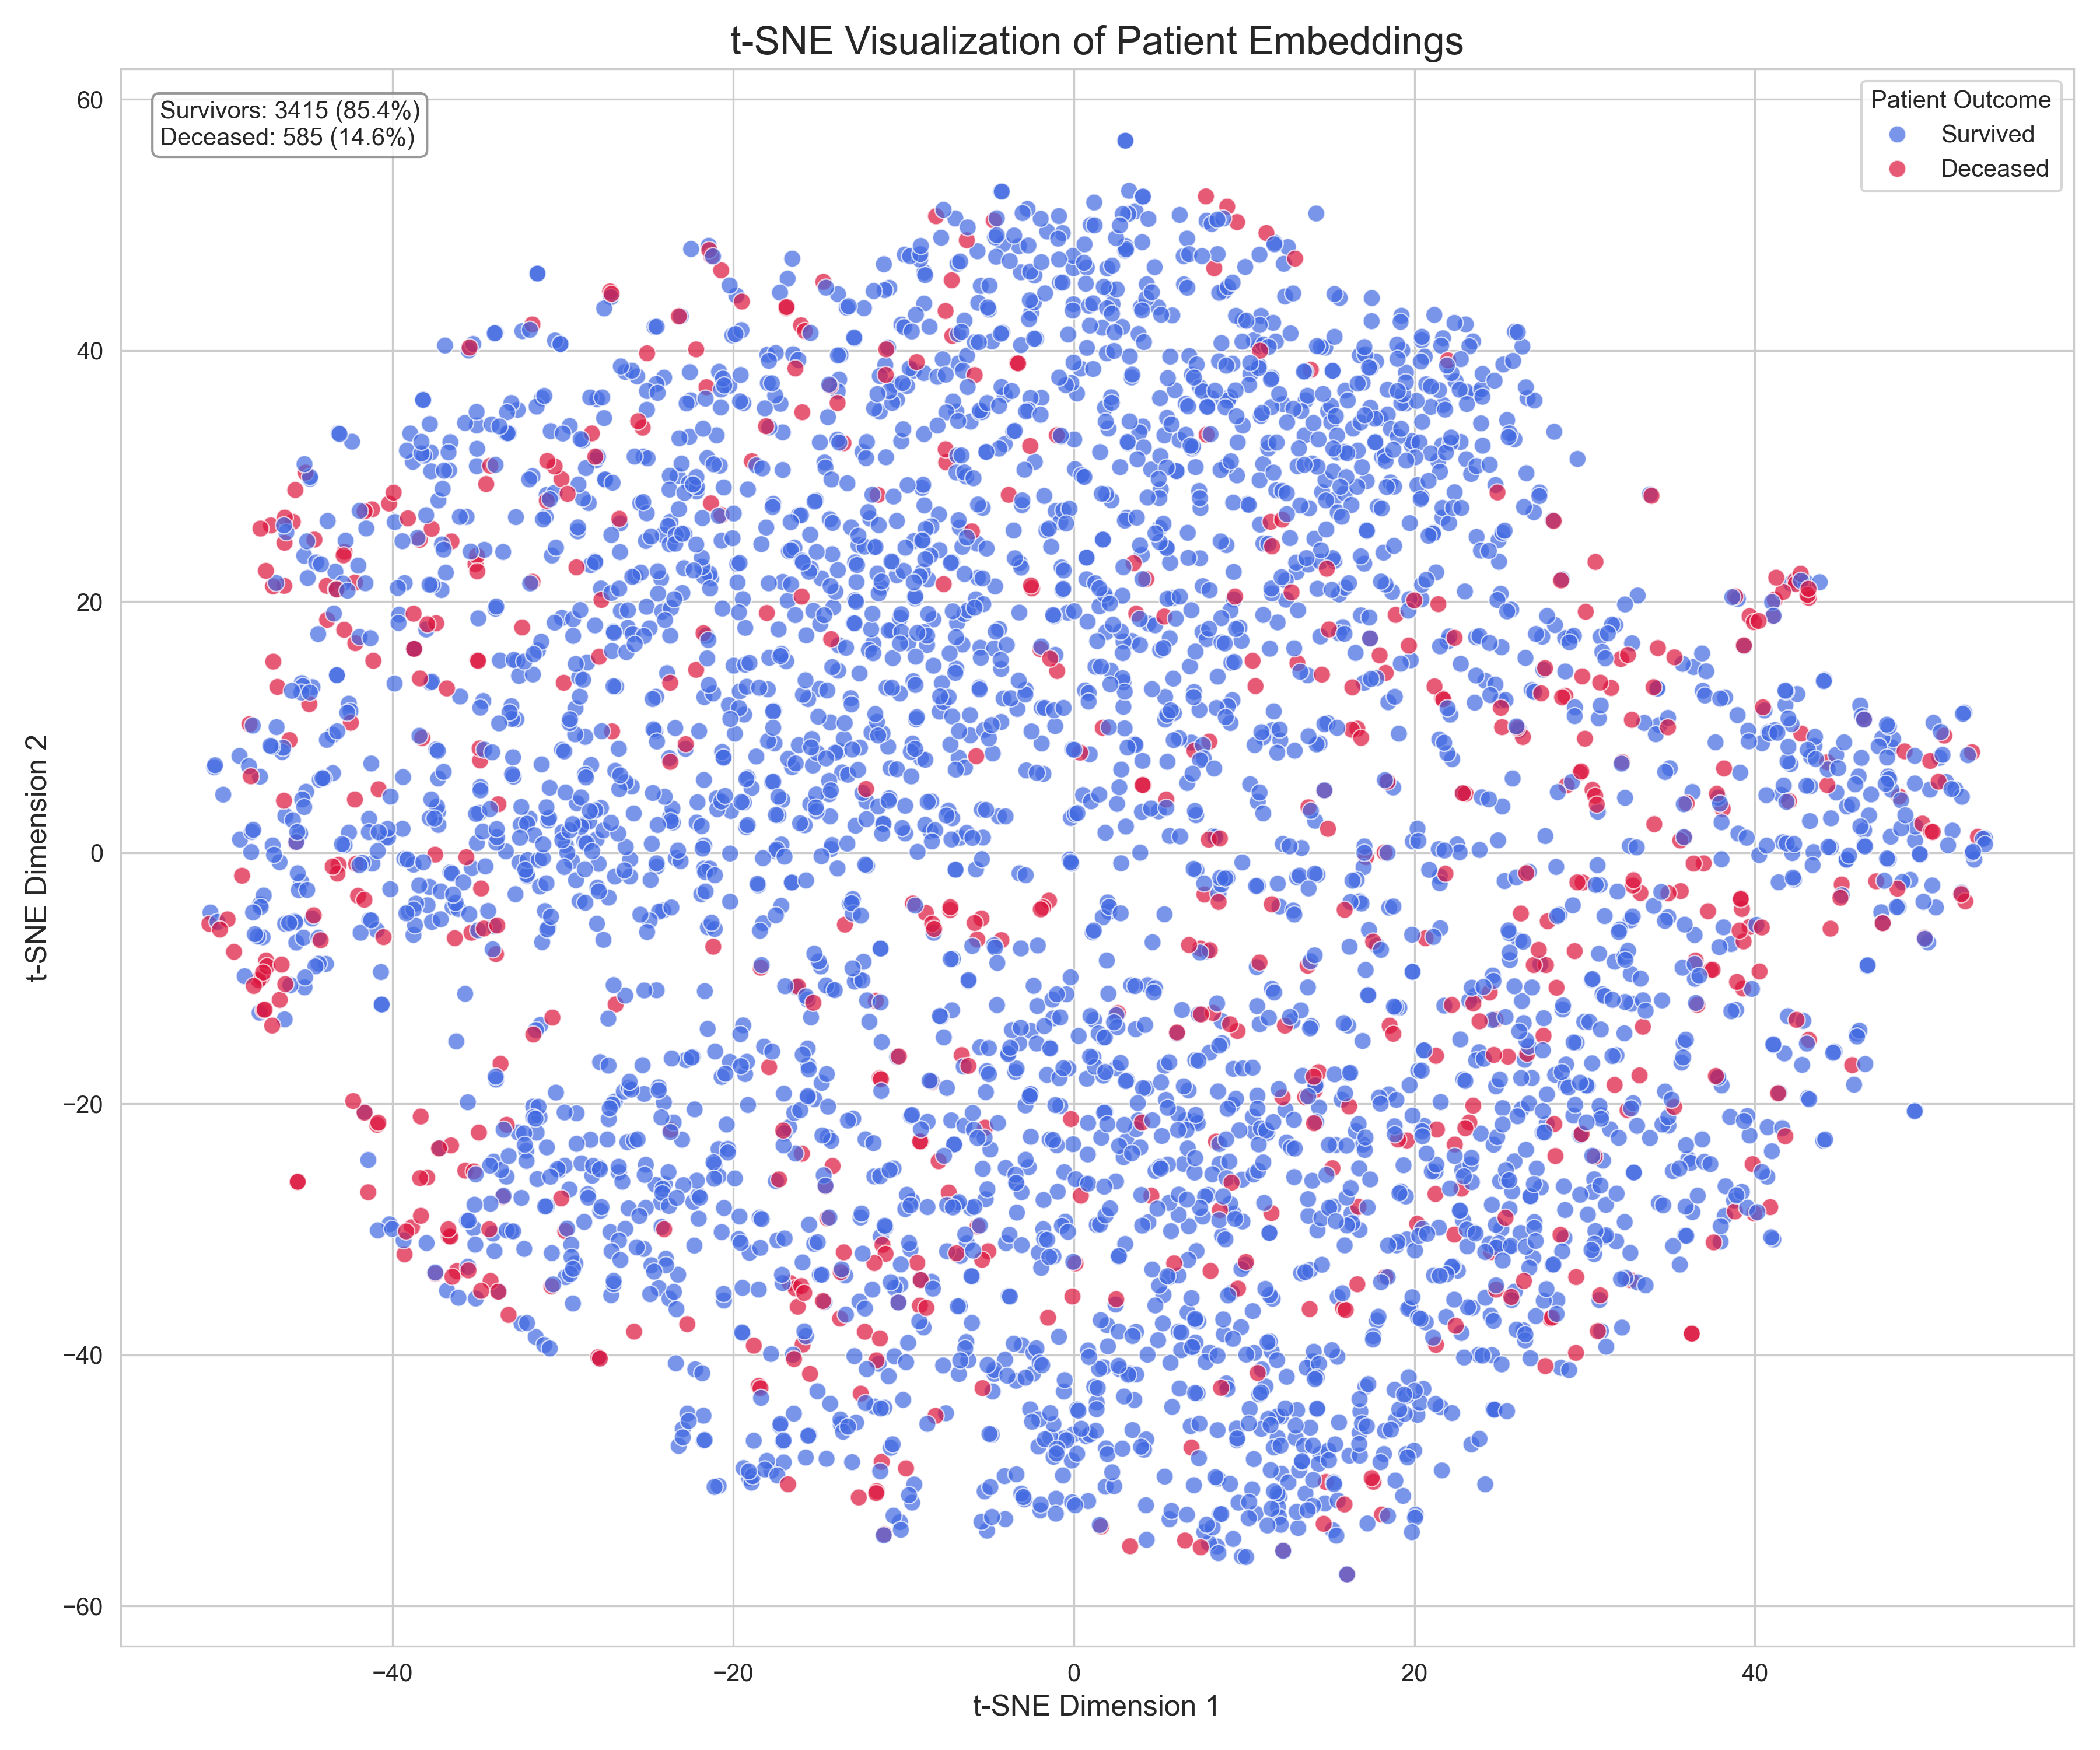 t-SNE Visualization of Patient Embeddings
Survivors: 3415 (85.4%)
Deceased: 585 (14.6%)
Patient Outcome
Survived
Deceased
60
40
20
0
−20
−40
−60
t-SNE Dimension 2
−40
−20
0
20
40
t-SNE Dimension 1